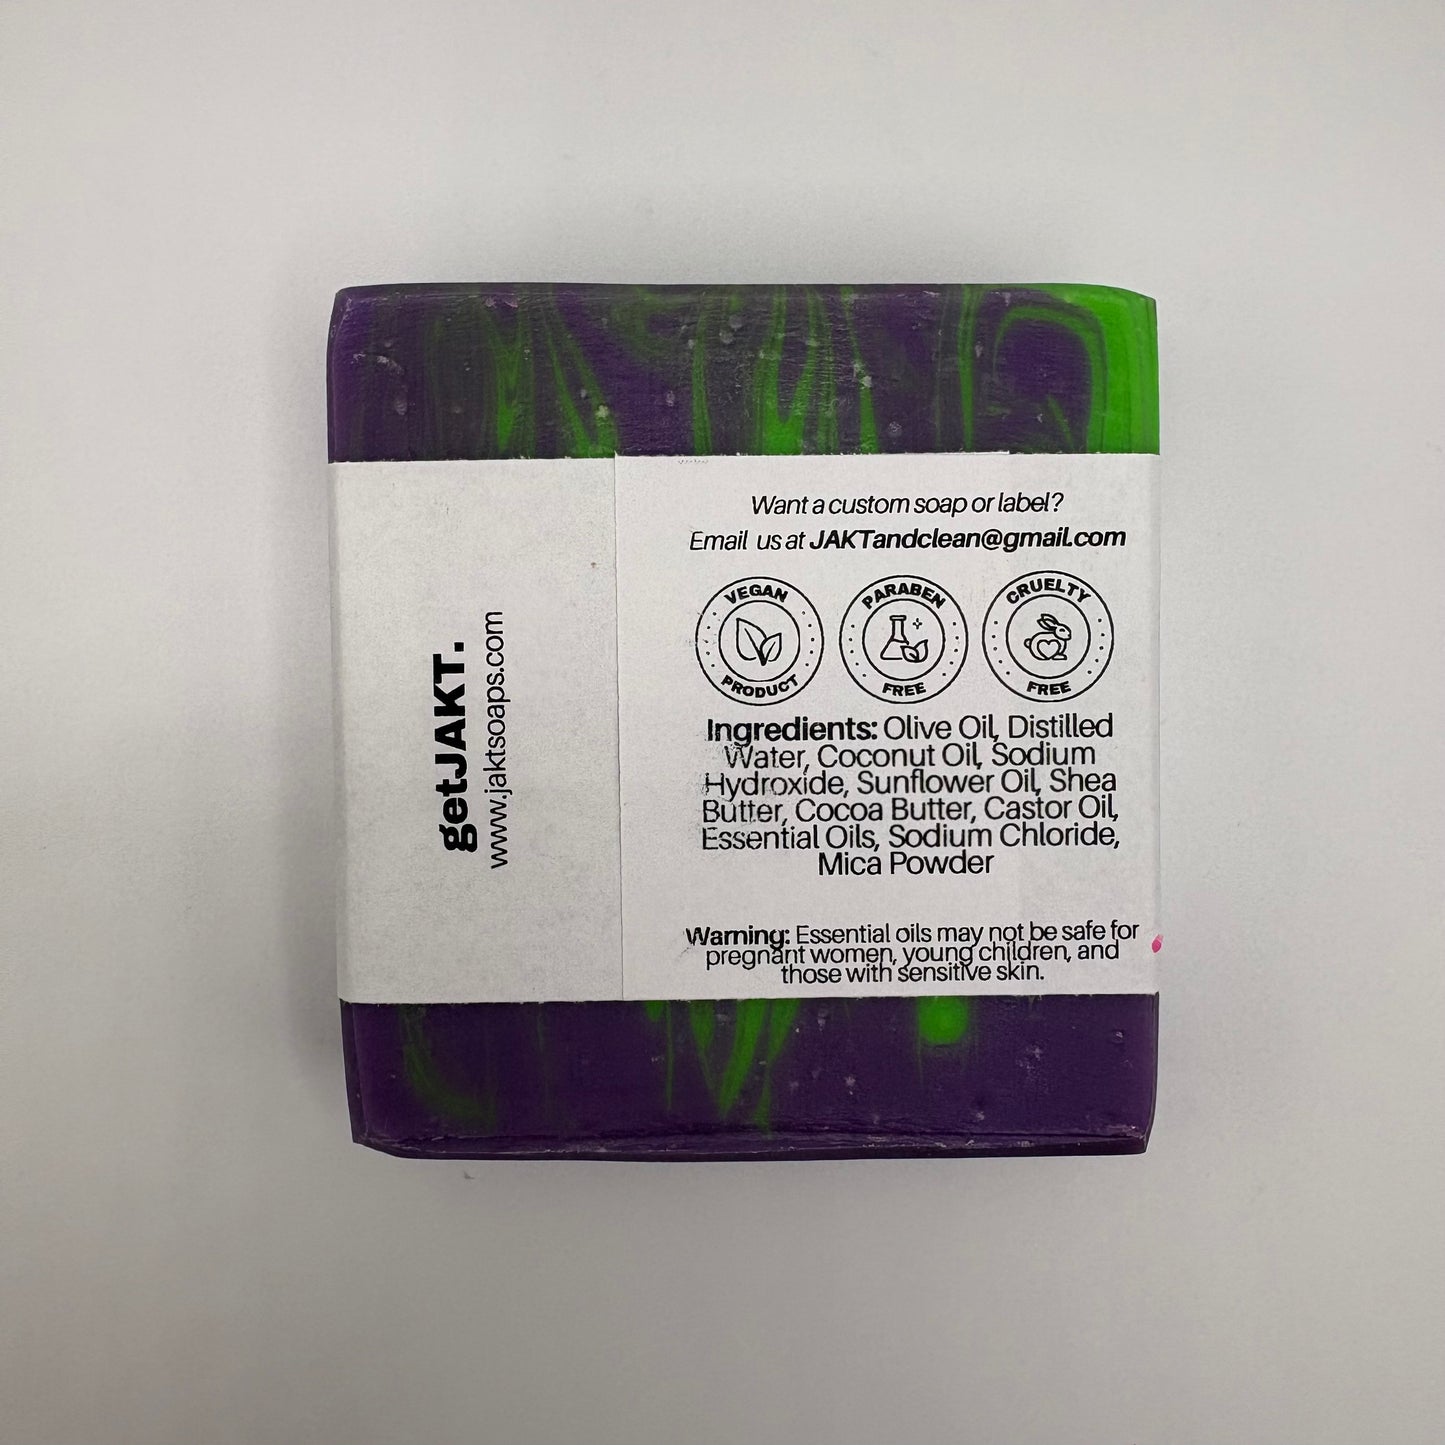 getJAKT.
www.jaktsoaps.com
Want a custom soap or label?
Email us at JAKTandclean@gmail.com
VEGAN
PRODUCT
PARABEN
FREE
CRUELTY
FREE
Ingredients: Olive Oil, Distilled
Water, Coconut Oil, Sodium
Hydroxide, Sunflower Oil, Shea
Butter, Cocoa Butter, Castor Oil,
Essential Oils, Sodium Chloride,
Mica Powder
Warning: Essential oils may not be safe for
pregnant women, young children, and
those with sensitive skin.